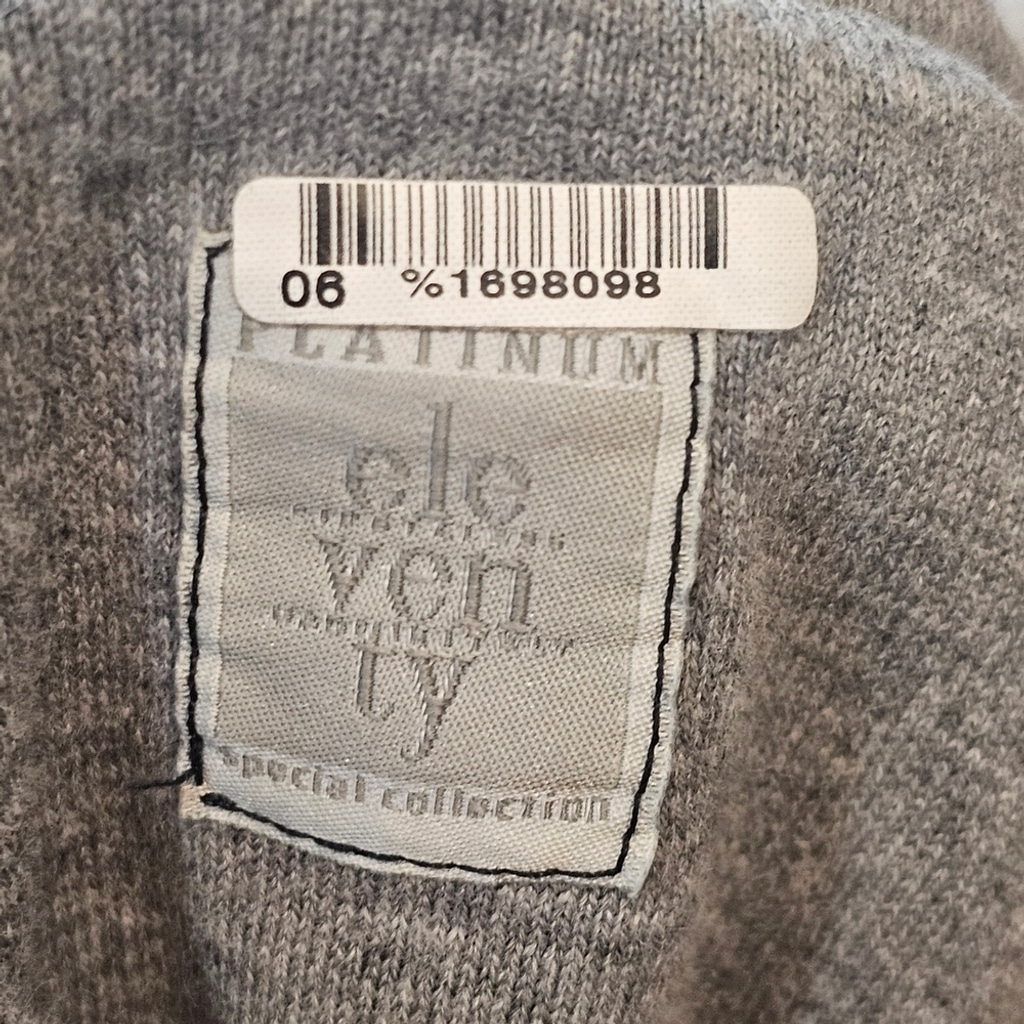 06 %1698098
PLATINUM
ele
ven
ty
special collection